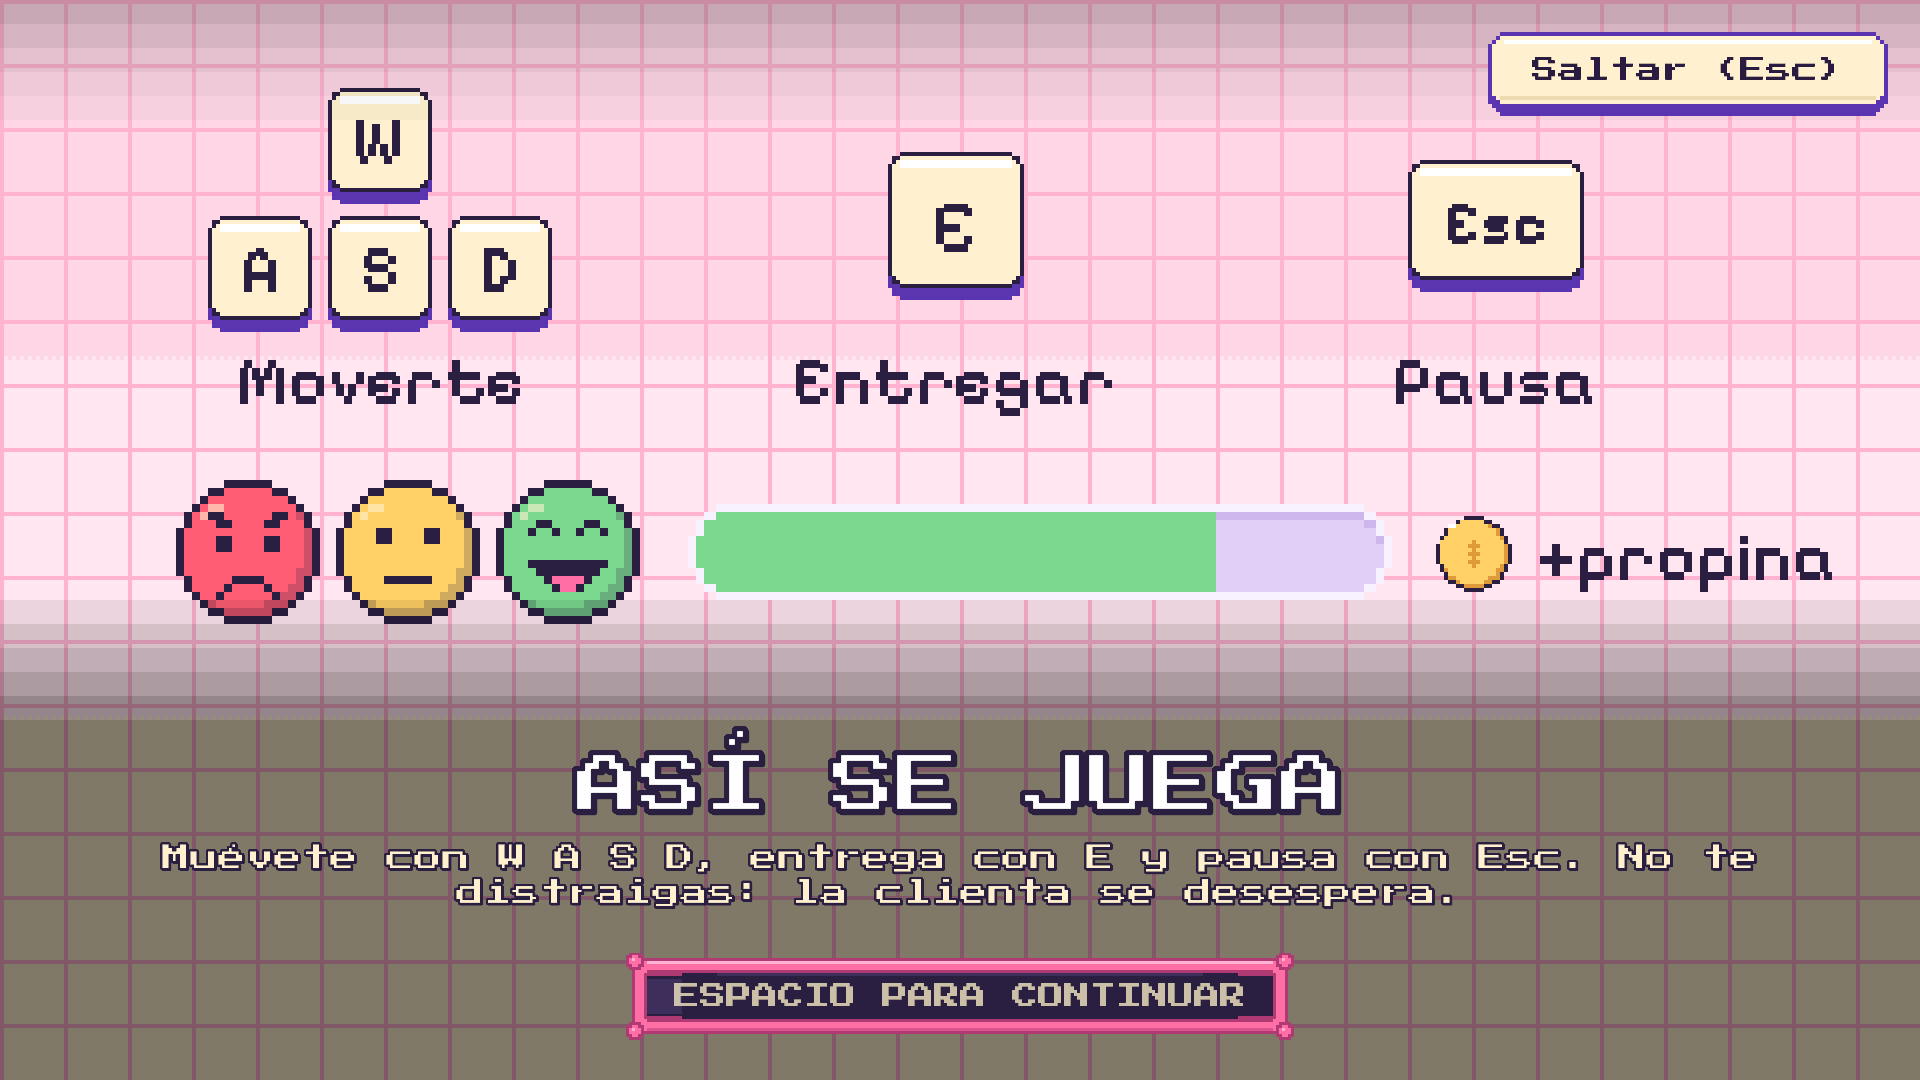 Saltar (Esc)
W
A S D
E
Esc
Moverte
Entregar
Pausa
+propina
ASÍ SE JUEGA
Muévete con W A S D, entrega con E y pausa con Esc. No te
distraigas: la clienta se desespera.
ESPACIO PARA CONTINUAR